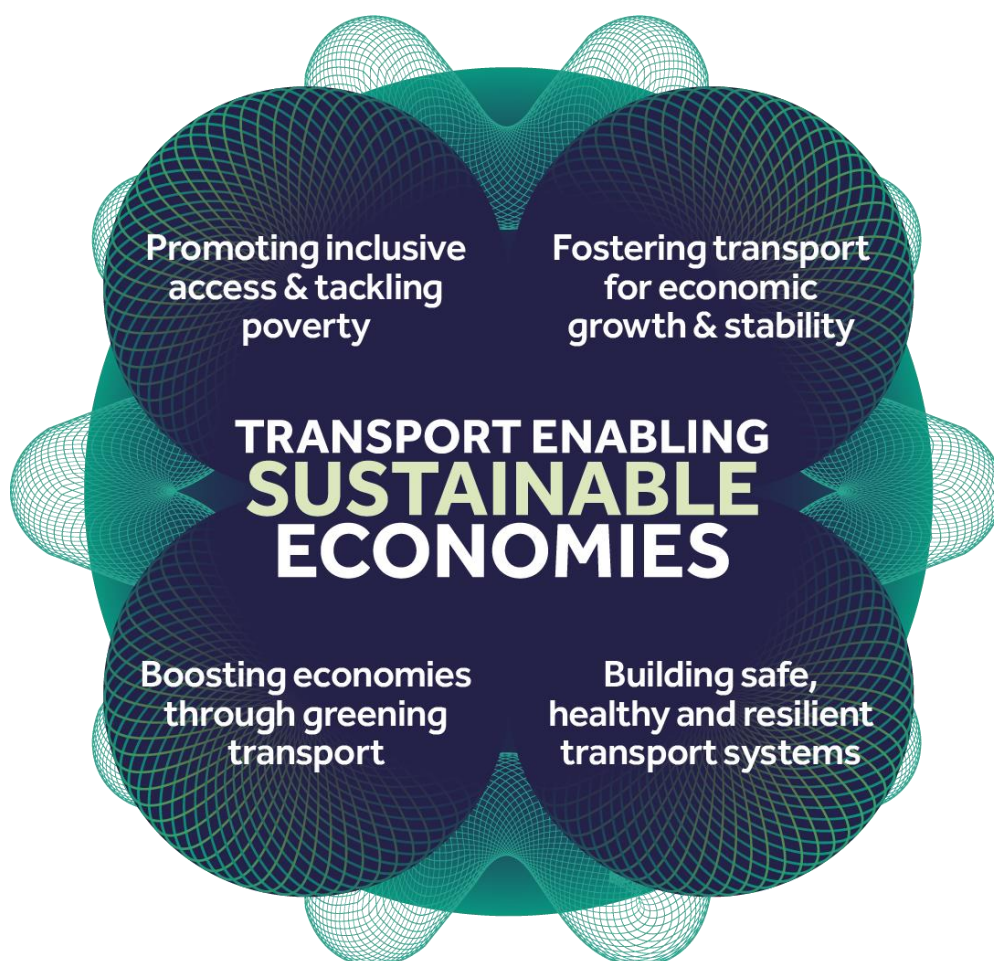 Promoting inclusive
access & tackling
poverty
Fostering transport
for economic
growth & stability
TRANSPORT ENABLING
SUSTAINABLE
ECONOMIES
Boosting economies
through greening
transport
Building safe,
healthy and resilient
transport systems